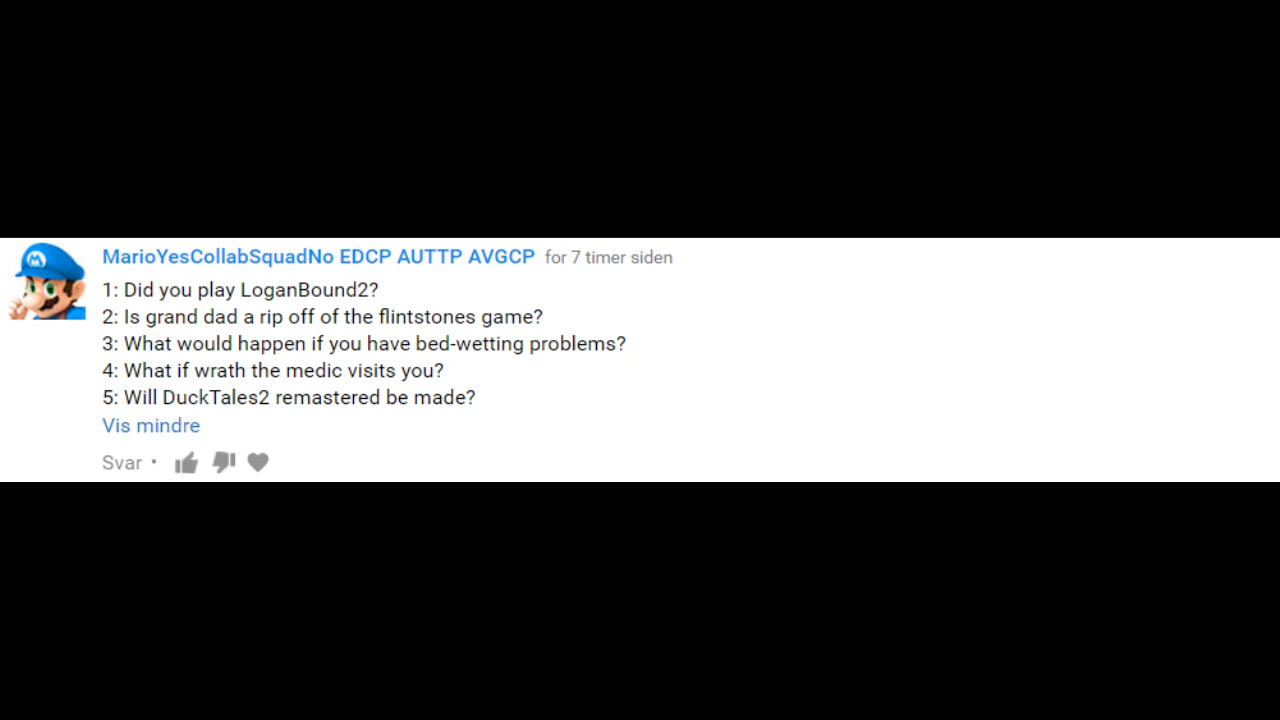 MarioYesCollabSquadNo EDCP AUTTP AVGCP for 7 timer siden
1: Did you play LoganBound2?
2: Is grand dad a rip off of the flintstones game?
3: What would happen if you have bed-wetting problems?
4: What if wrath the medic visits you?
5: Will DuckTales2 remastered be made?
Vis mindre
Svar •